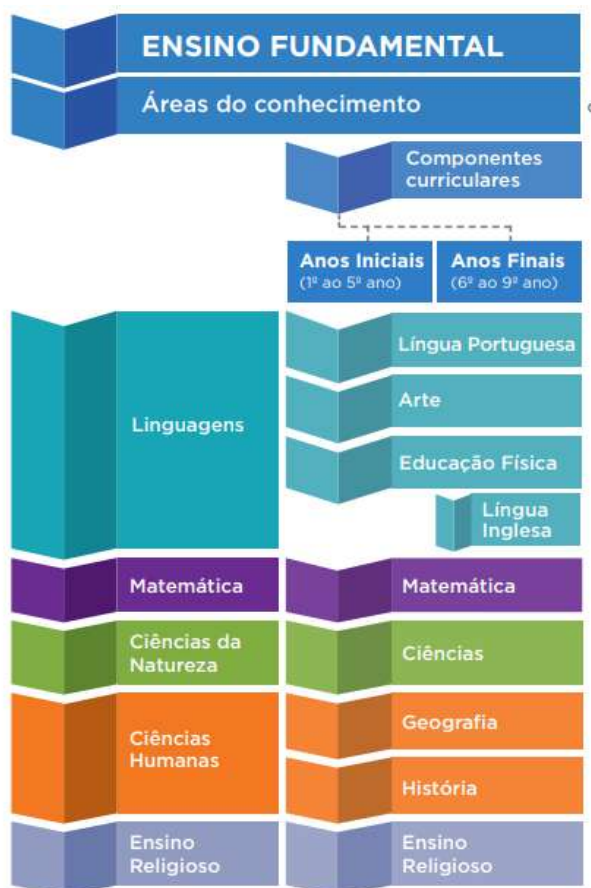 ENSINO FUNDAMENTAL
Áreas do conhecimento
Componentes
curriculares
Anos Iniciais
(1º ao 5º ano)
Anos Finais
(6º ao 9º ano)
Linguagens
Língua Portuguesa
Arte
Educação Física
Língua
Inglesa
Matemática
Matemática
Ciências da
Natureza
Ciências
Ciências
Humanas
Geografia
História
Ensino
Religioso
Ensino
Religioso